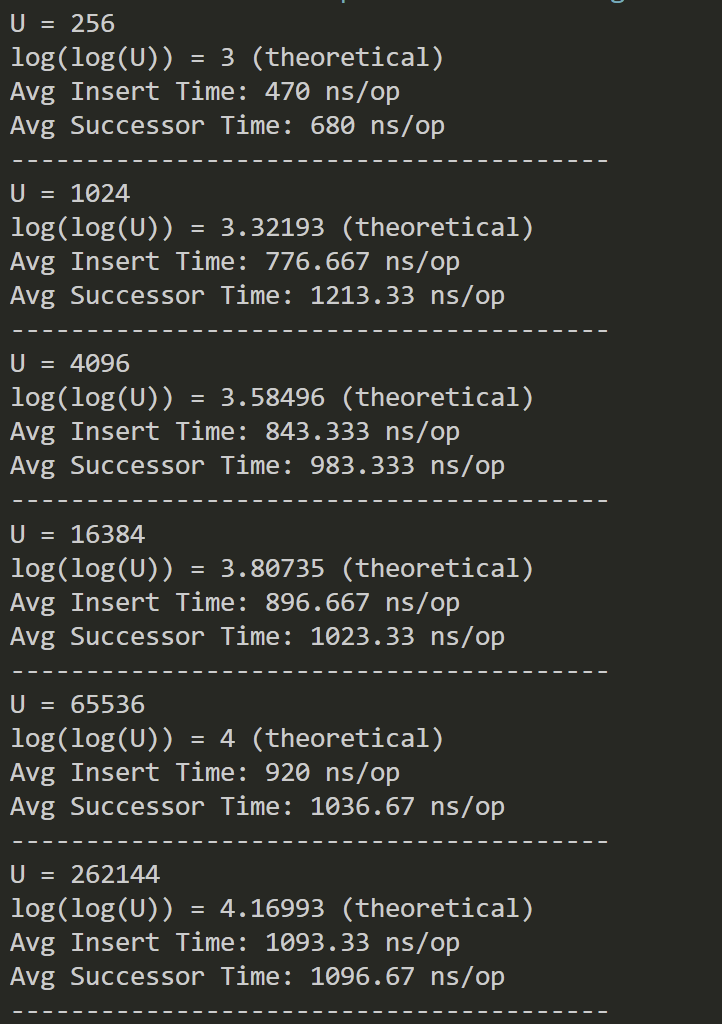 U = 256
log(log(U)) = 3 (theoretical)
Avg Insert Time: 470 ns/op
Avg Successor Time: 680 ns/op
----------------------------------------
U = 1024
log(log(U)) = 3.32193 (theoretical)
Avg Insert Time: 776.667 ns/op
Avg Successor Time: 1213.33 ns/op
----------------------------------------
U = 4096
log(log(U)) = 3.58496 (theoretical)
Avg Insert Time: 843.333 ns/op
Avg Successor Time: 983.333 ns/op
----------------------------------------
U = 16384
log(log(U)) = 3.80735 (theoretical)
Avg Insert Time: 896.667 ns/op
Avg Successor Time: 1023.33 ns/op
----------------------------------------
U = 65536
log(log(U)) = 4 (theoretical)
Avg Insert Time: 920 ns/op
Avg Successor Time: 1036.67 ns/op
----------------------------------------
U = 262144
log(log(U)) = 4.16993 (theoretical)
Avg Insert Time: 1093.33 ns/op
Avg Successor Time: 1096.67 ns/op
----------------------------------------